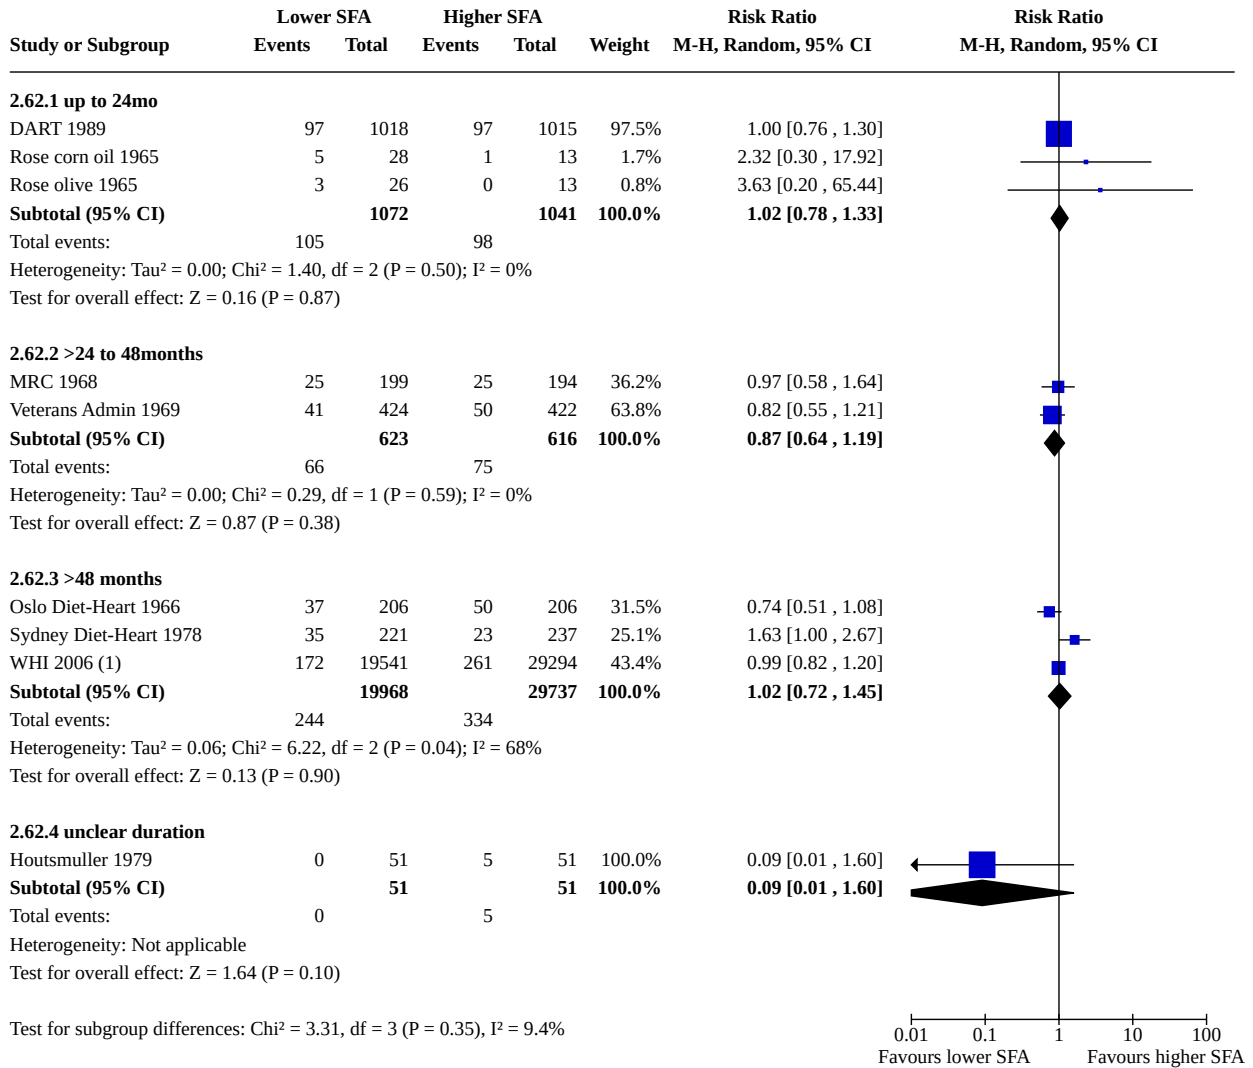 Lower SFA Higher SFA Risk Ratio Risk Ratio
Study or Subgroup Events Total Events Total Weight M-H, Random, 95% CI M-H, Random, 95% CI
2.62.1 up to 24mo
DART 1989 97 1018 97 1015 97.5% 1.00 [0.76 , 1.30]
Rose corn oil 1965 5 28 1 13 1.7% 2.32 [0.30 , 17.92]
Rose olive 1965 3 26 0 13 0.8% 3.63 [0.20 , 65.44]
Subtotal (95% CI) 1072 1041 100.0% 1.02 [0.78 , 1.33]
Total events: 105 98
Heterogeneity: Tau² = 0.00; Chi² = 1.40, df = 2 (P = 0.50); I² = 0%
Test for overall effect: Z = 0.16 (P = 0.87)
2.62.2 >24 to 48months
MRC 1968 25 199 25 194 36.2% 0.97 [0.58 , 1.64]
Veterans Admin 1969 41 424 50 422 63.8% 0.82 [0.55 , 1.21]
Subtotal (95% CI) 623 616 100.0% 0.87 [0.64 , 1.19]
Total events: 66 75
Heterogeneity: Tau² = 0.00; Chi² = 0.29, df = 1 (P = 0.59); I² = 0%
Test for overall effect: Z = 0.87 (P = 0.38)
2.62.3 >48 months
Oslo Diet-Heart 1966 37 206 50 206 31.5% 0.74 [0.51 , 1.08]
Sydney Diet-Heart 1978 35 221 23 237 25.1% 1.63 [1.00 , 2.67]
WHI 2006 (1) 172 19541 261 29294 43.4% 0.99 [0.82 , 1.20]
Subtotal (95% CI) 19968 29737 100.0% 1.02 [0.72 , 1.45]
Total events: 244 334
Heterogeneity: Tau² = 0.06; Chi² = 6.22, df = 2 (P = 0.04); I² = 68%
Test for overall effect: Z = 0.13 (P = 0.90)
2.62.4 unclear duration
Houtsmuller 1979 0 51 5 51 100.0% 0.09 [0.01 , 1.60]
Subtotal (95% CI) 51 51 100.0% 0.09 [0.01 , 1.60]
Total events: 0 5
Heterogeneity: Not applicable
Test for overall effect: Z = 1.64 (P = 0.10)
Test for subgroup differences: Chi² = 3.31, df = 3 (P = 0.35), I² = 9.4%
0.01 0.1 1 10 100
Favours lower SFA Favours higher SFA